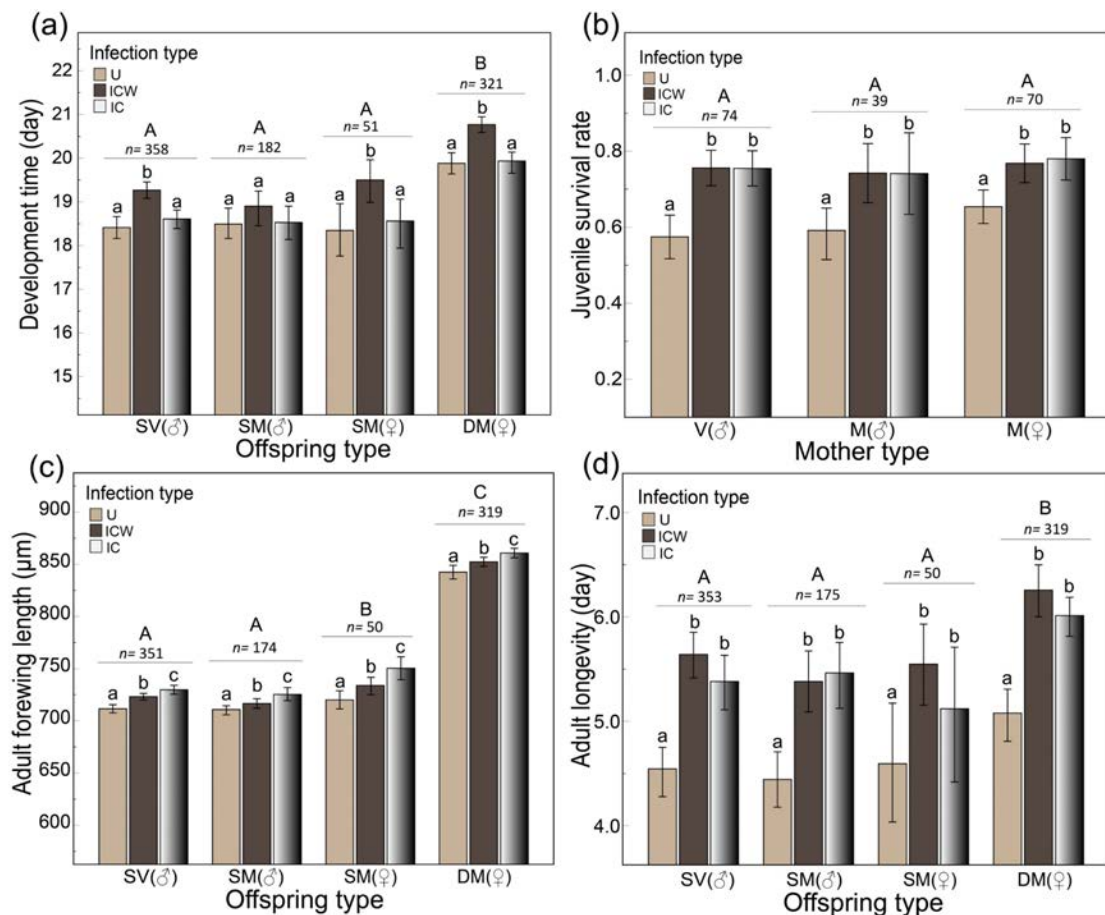 (a)
Infection type
U
ICW
IC
A
n= 358
A
n= 182
A
n= 51
B
n= 321
a b a
a a a
a b a
a b a
22
21
20
19
18
17
16
15
Development time (day)
SV(♂) SM(♂) SM(♀) DM(♀)
Offspring type
(b)
Infection type
U
ICW
IC
A
n= 74
A
n= 39
A
n= 70
a b b
a b b
a b b
1.0
0.8
0.6
0.4
0.2
Juvenile survival rate
V(♂) M(♂) M(♀)
Mother type
(c)
Infection type
U
ICW
IC
A
n= 351
A
n= 174
B
n= 50
C
n= 319
a b c
a b c
a b c
a b c
900
850
800
750
700
650
600
Adult forewing length (μm)
SV(♂) SM(♂) SM(♀) DM(♀)
Offspring type
(d)
Infection type
U
ICW
IC
A
n= 353
A
n= 175
A
n= 50
B
n= 319
a b b
a b b
a b b
a b b
7.0
6.0
5.0
4.0
Adult longevity (day)
SV(♂) SM(♂) SM(♀) DM(♀)
Offspring type